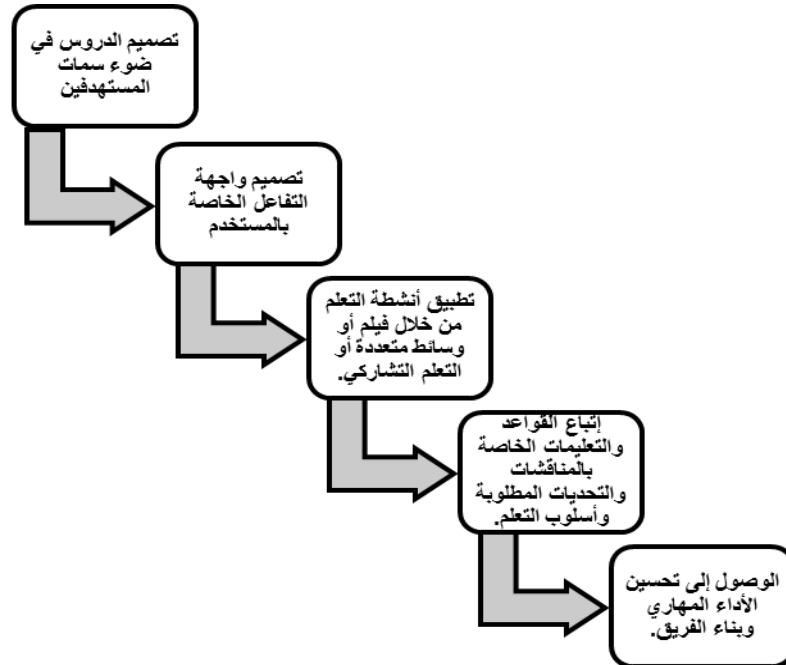 تصميم الدروس في
ضوء سمات
المستهدفين
تصميم واجهة
التفاعل الخاصة
بالمستخدم
تطبيق أنشطة التعلم
من خلال فيلم أو
وسائط متعددة أو
التعلم التشاركي.
إتباع القواعد
والتعليمات الخاصة
بالمناقشات
والتحديات المطلوبة
وأسلوب التعلم.
الوصول إلى تحسين
الأداء المهاري
وبناء الفريق.